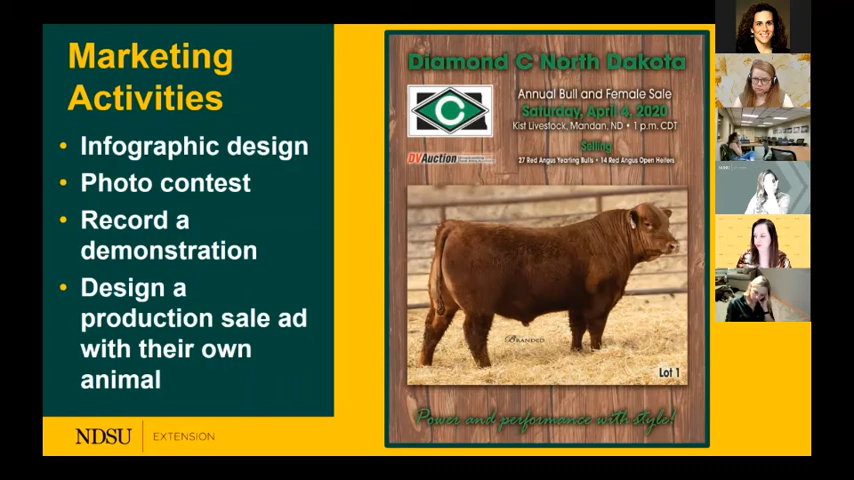 Marketing
Activities
• Infographic design
• Photo contest
• Record a
demonstration
• Design a
production sale ad
with their own
animal
NDSU
EXTENSION
Diamond C North Dakota
C
Annual Bull and Female Sale
Saturday, April 4, 2020
Kist Livestock, Mandan, ND • 1 p.m. CDT
Selling
DVAuction
27 Red Angus Yearling Bulls • 14 Red Angus Open Heifers
Lot 1
Power and performance with style!